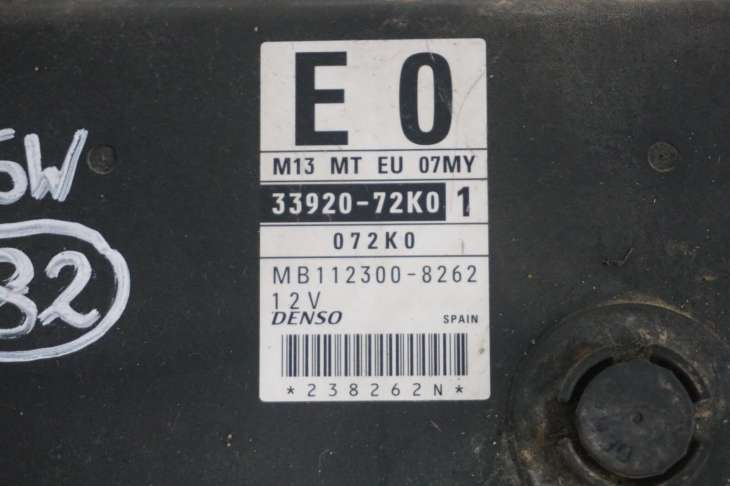 E 0
M13 MT EU 07MY
33920-72K0 1
072K0
MB112300-8262
12V
DENSO SPAIN
*238262N*